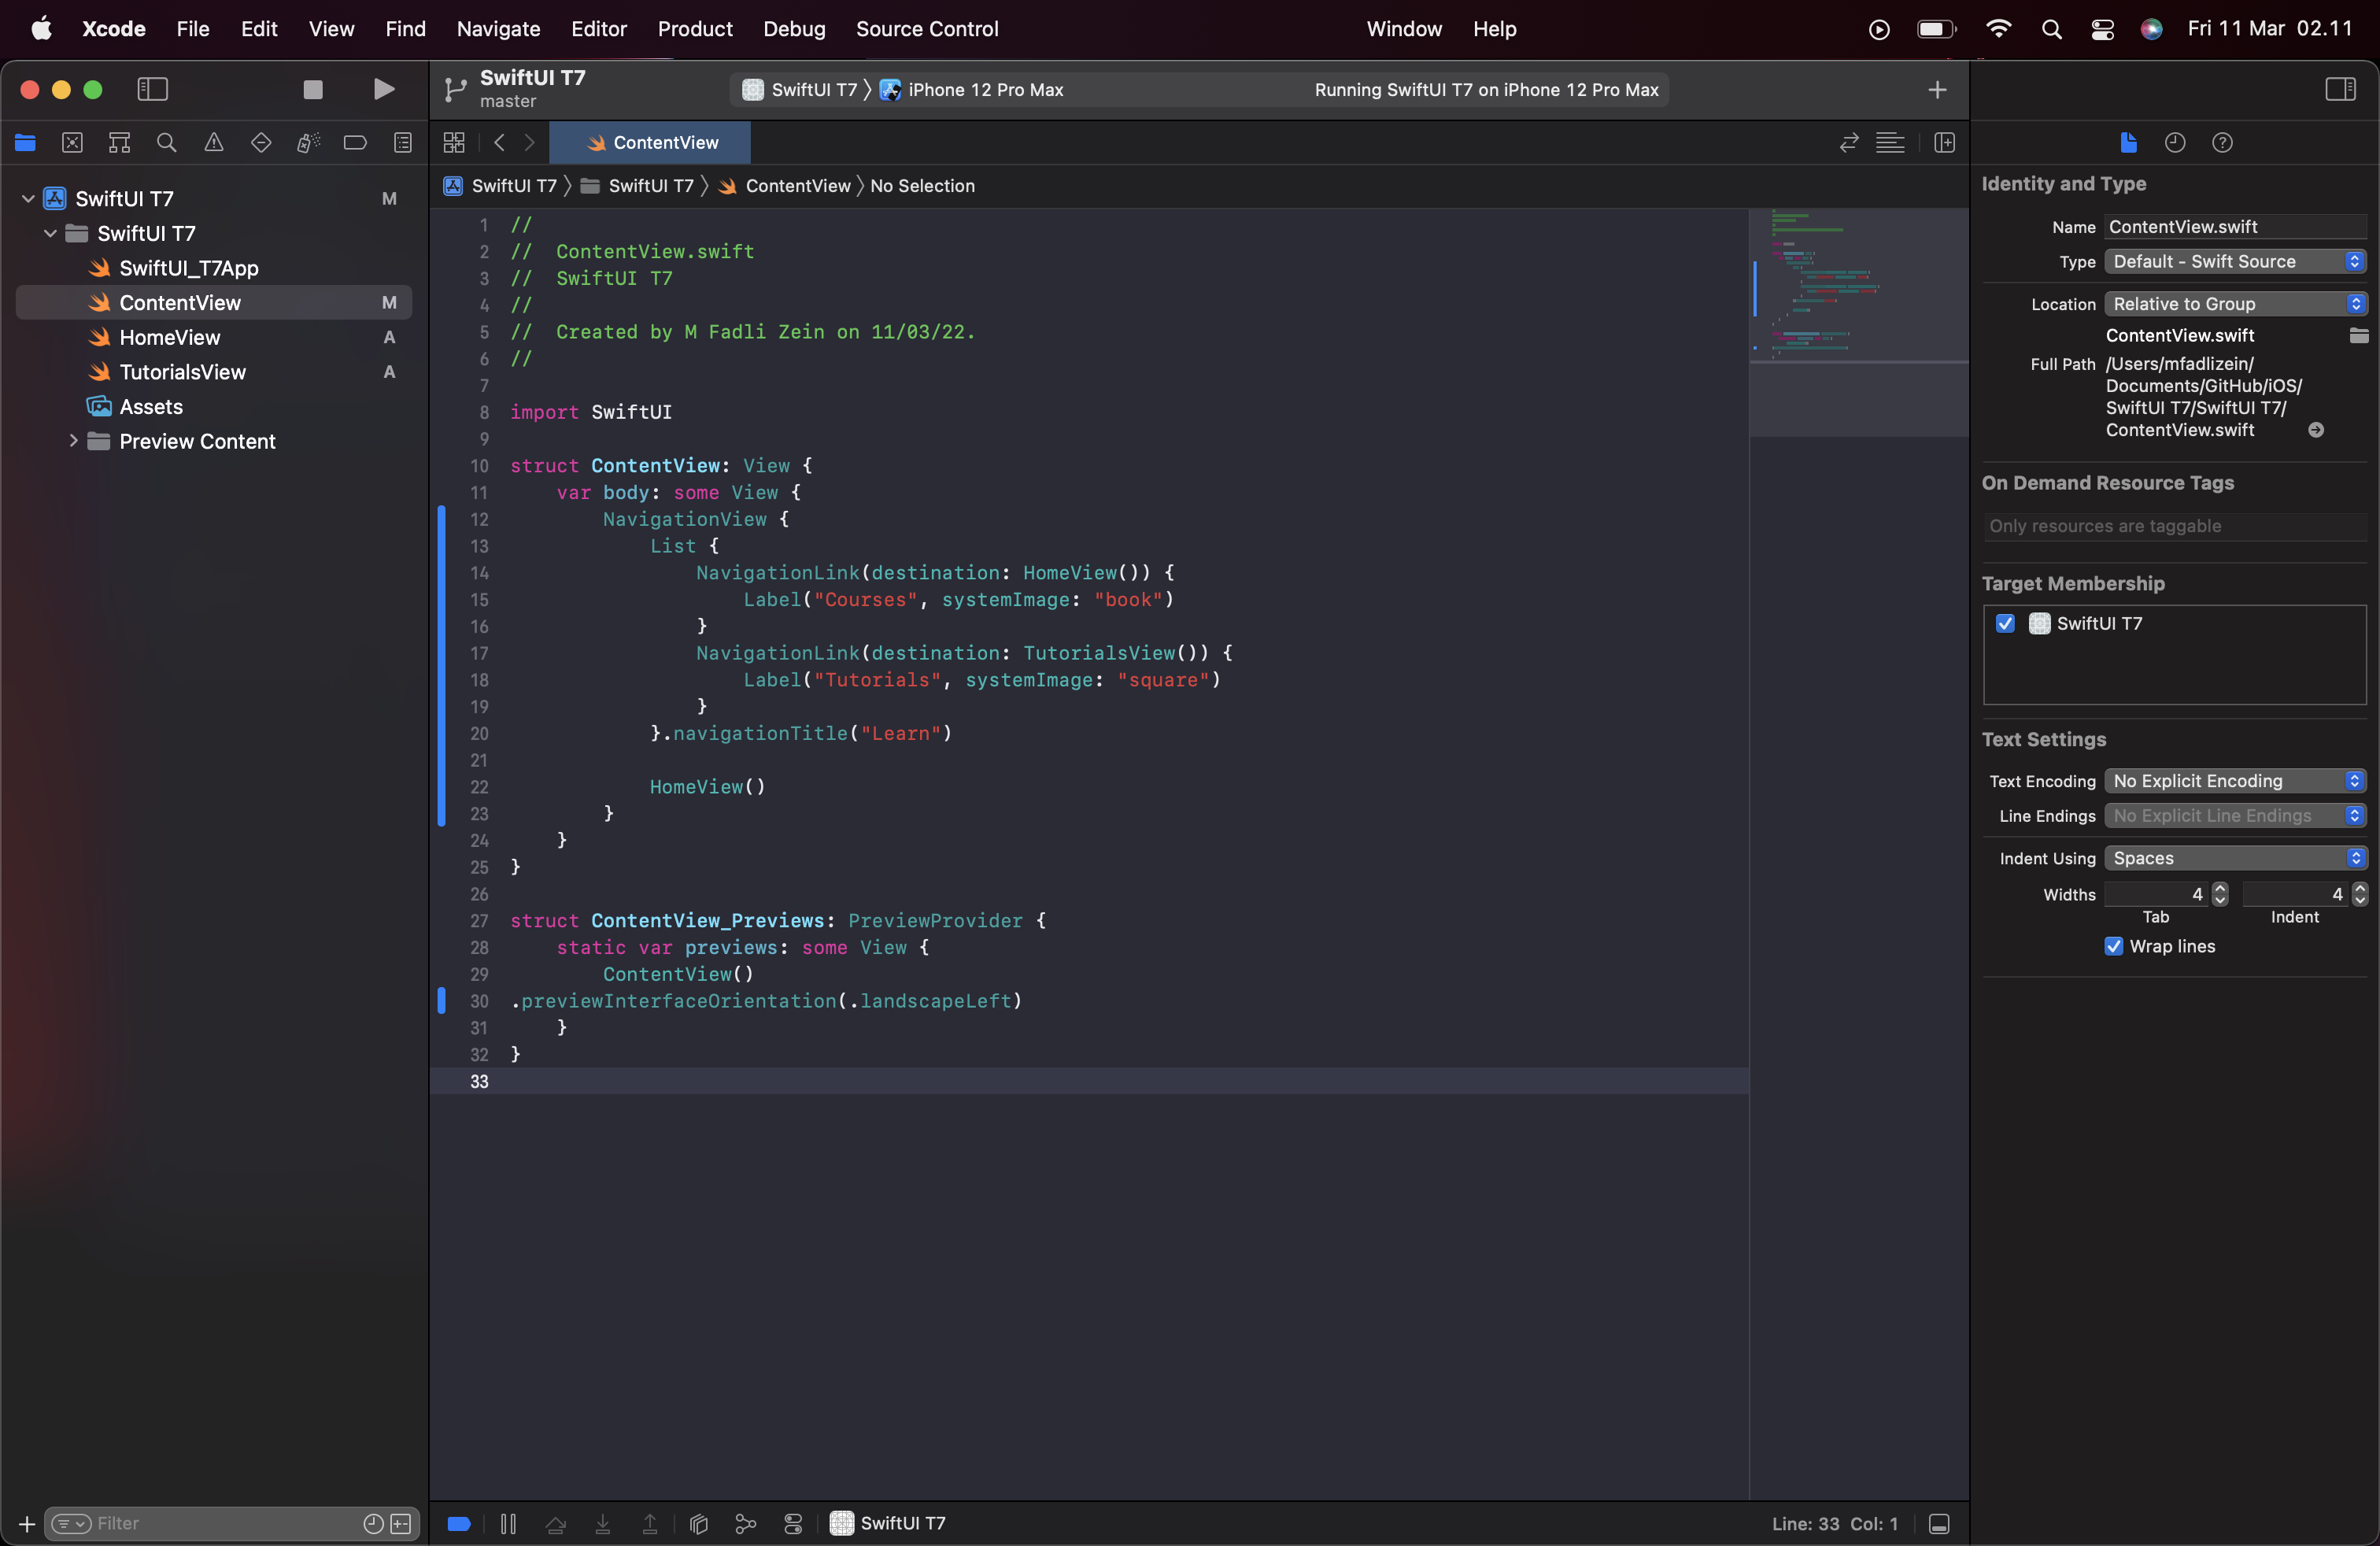 Xcode File Edit View Find Navigate Editor Product Debug Source Control Window Help Fri 11 Mar 02.11
SwiftUI T7
master
SwiftUI T7 iPhone 12 Pro Max Running SwiftUI T7 on iPhone 12 Pro Max
ContentView
SwiftUI T7 SwiftUI T7 ContentView No Selection
SwiftUI T7 M
SwiftUI T7
SwiftUI_T7App
ContentView M
HomeView A
TutorialsView A
Assets
Preview Content
Filter
1 //
2 //  ContentView.swift
3 //  SwiftUI T7
4 //
5 //  Created by M Fadli Zein on 11/03/22.
6 //
7
8 import SwiftUI
9
10 struct ContentView: View {
11     var body: some View {
12         NavigationView {
13             List {
14                 NavigationLink(destination: HomeView()) {
15                     Label("Courses", systemImage: "book")
16                 }
17                 NavigationLink(destination: TutorialsView()) {
18                     Label("Tutorials", systemImage: "square")
19                 }
20             }.navigationTitle("Learn")
21
22             HomeView()
23         }
24     }
25 }
26
27 struct ContentView_Previews: PreviewProvider {
28     static var previews: some View {
29         ContentView()
30 .previewInterfaceOrientation(.landscapeLeft)
31     }
32 }
33
SwiftUI T7
Line: 33 Col: 1
Identity and Type
Name ContentView.swift
Type Default - Swift Source
Location Relative to Group
ContentView.swift
Full Path /Users/mfadlizein/
Documents/GitHub/iOS/
SwiftUI T7/SwiftUI T7/
ContentView.swift
On Demand Resource Tags
Only resources are taggable
Target Membership
SwiftUI T7
Text Settings
Text Encoding No Explicit Encoding
Line Endings No Explicit Line Endings
Indent Using Spaces
Widths 4 4
Tab Indent
Wrap lines